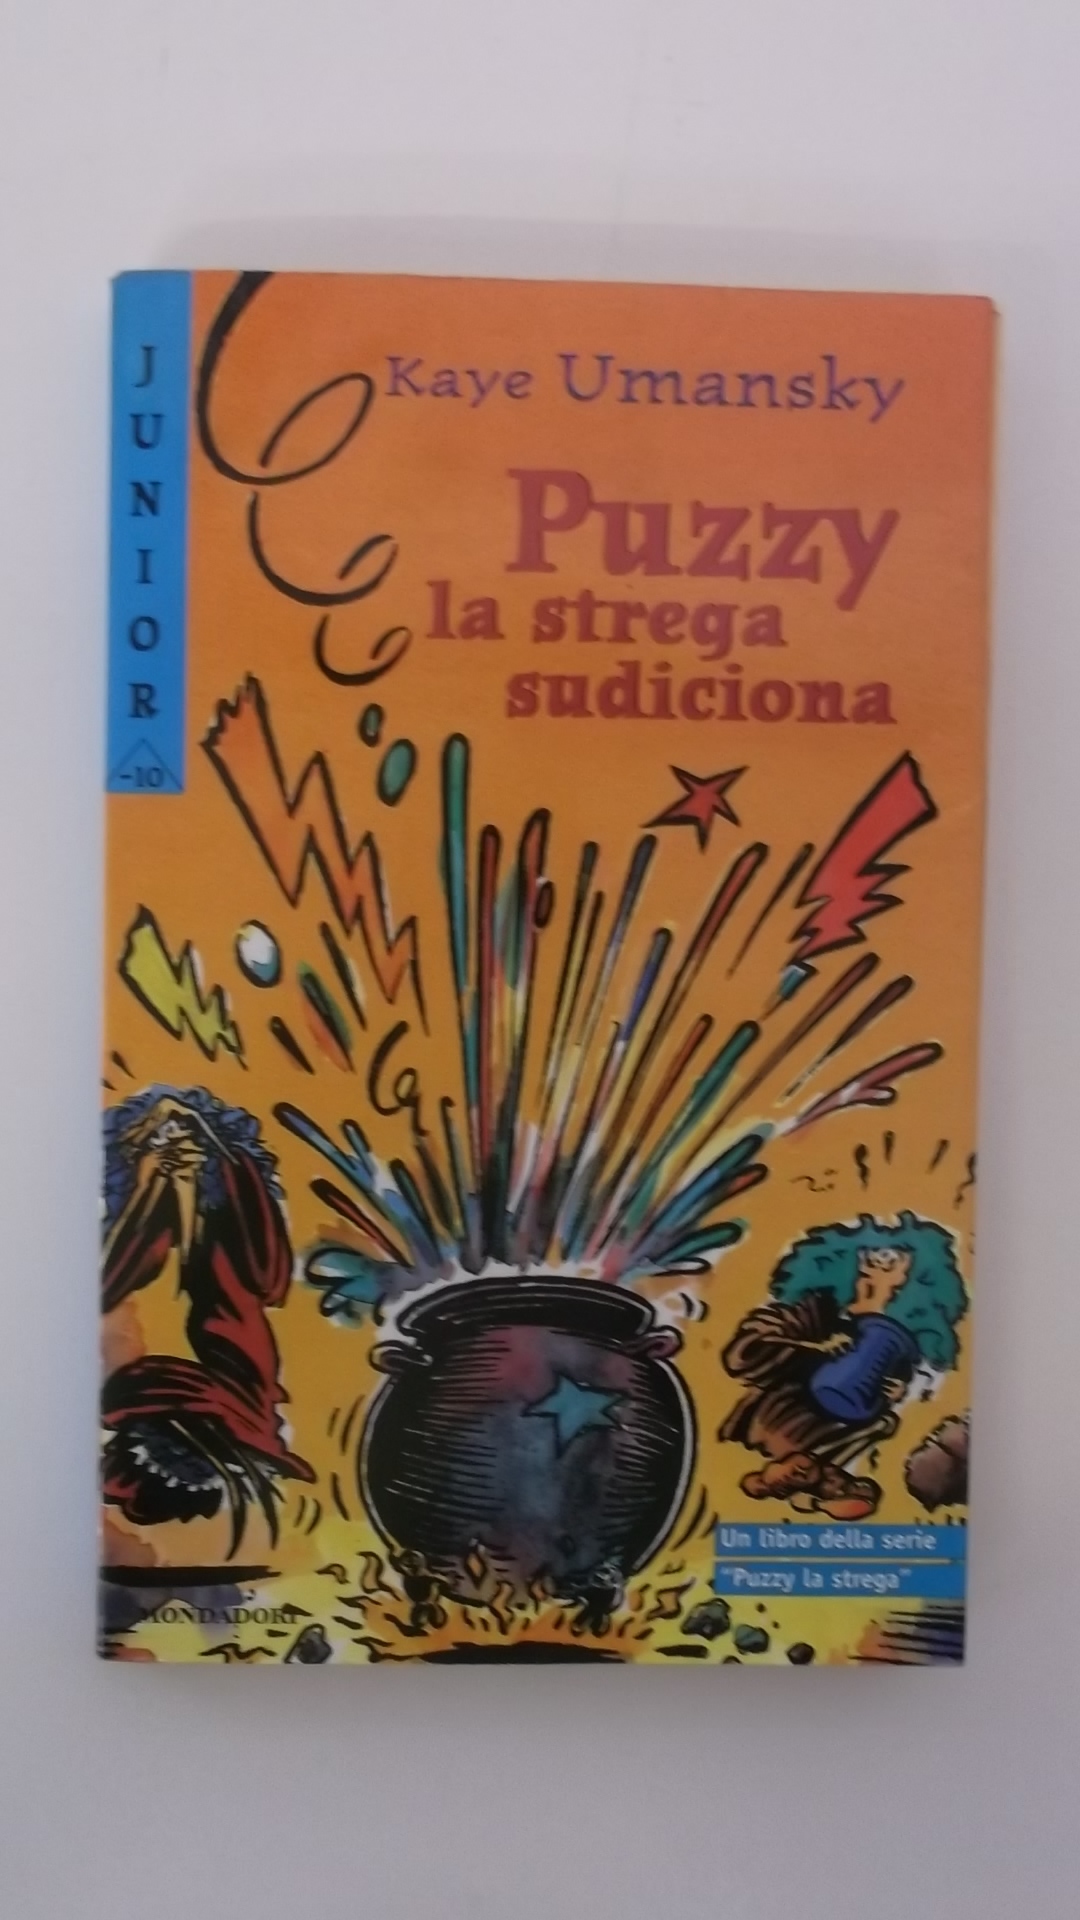 JUNIOR
-10
Kaye Umansky
Puzzy
la strega
sudiciona
Un libro della serie
"Puzzy la strega"
MONDADORI